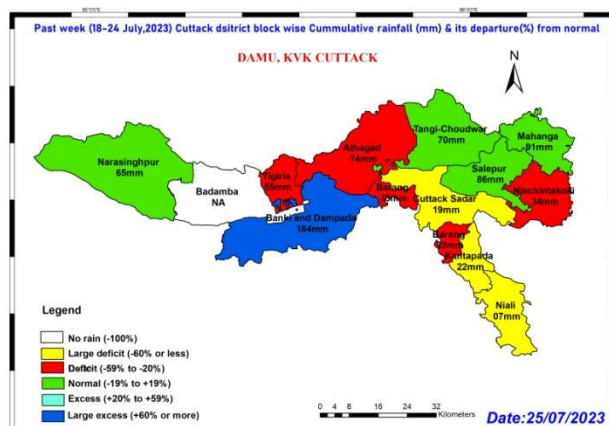 Past week (18-24 July,2023) Cuttack dsitrict block wise Cummulative rainfall (mm) & its departure(%) from normal
DAMU, KVK CUTTACK
N
Tangi-Choudwar
70mm
Mahanga
91mm
Athagad
74mm
Narasinghpur
65mm
Salepur
86mm
Tigiria
Nischintakoili
34mm
Badamba
NA
Barang
Cuttack Sadar
19mm
Banki and Dampada
164mm
Barang
Kantapada
22mm
Niali
07mm
Legend
No rain (-100%)
Large deficit (-60% or less)
Deficit (-59% to -20%)
Normal (-19% to +19%)
Excess (+20% to +59%)
Large excess (+60% or more)
0 4 8 16 24 32
Kilometers
Date:25/07/2023